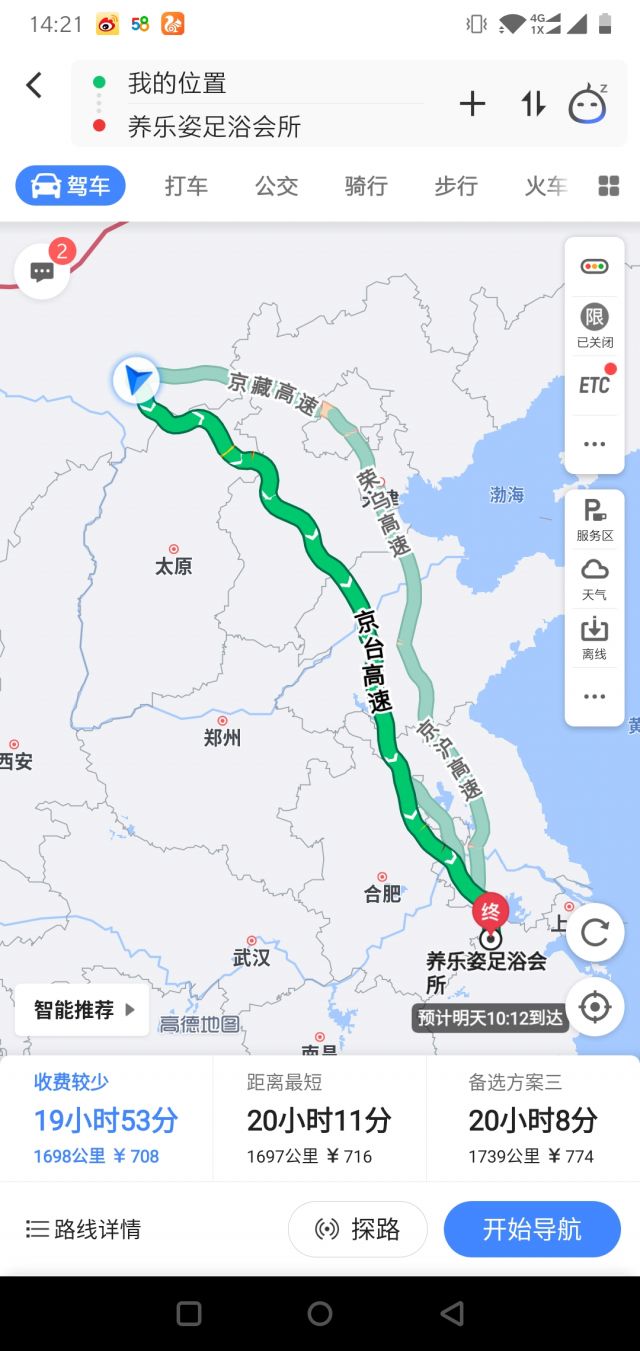 14:21
58
4G
1X
我的位置
养乐姿足浴会所
z
驾车
打车
公交
骑行
步行
火车
2
限
已关闭
ETC
京藏高速
荣乌高速
津
渤海
P
服务区
天气
离线
太原
京台高速
郑州
西安
京沪高速
黄
合肥
终
上
武汉
养乐姿足浴会
所
智能推荐
高德地图
预计明天10:12到达
南昌
收费较少
距离最短
备选方案三
19小时53分
20小时11分
20小时8分
1698公里 ¥ 708
1697公里 ¥ 716
1739公里 ¥ 774
路线详情
探路
开始导航